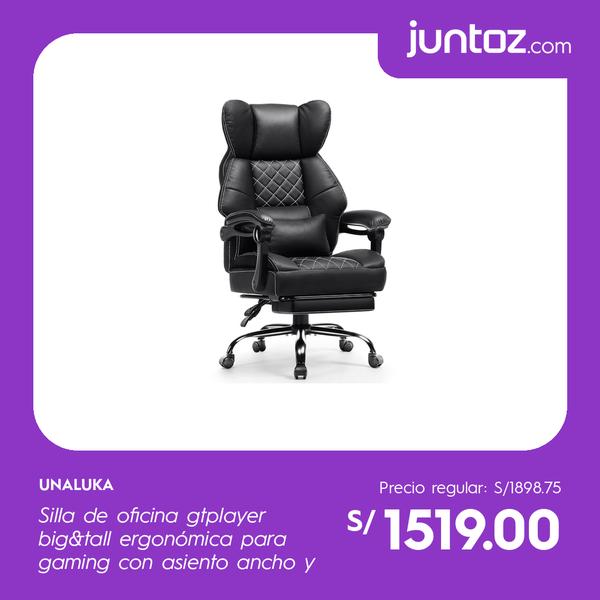 juntoz.com
UNALUKA
Silla de oficina gtplayer
big&tall ergonómica para
gaming con asiento ancho y
Precio regular: S/1898.75
S/ 1519.00